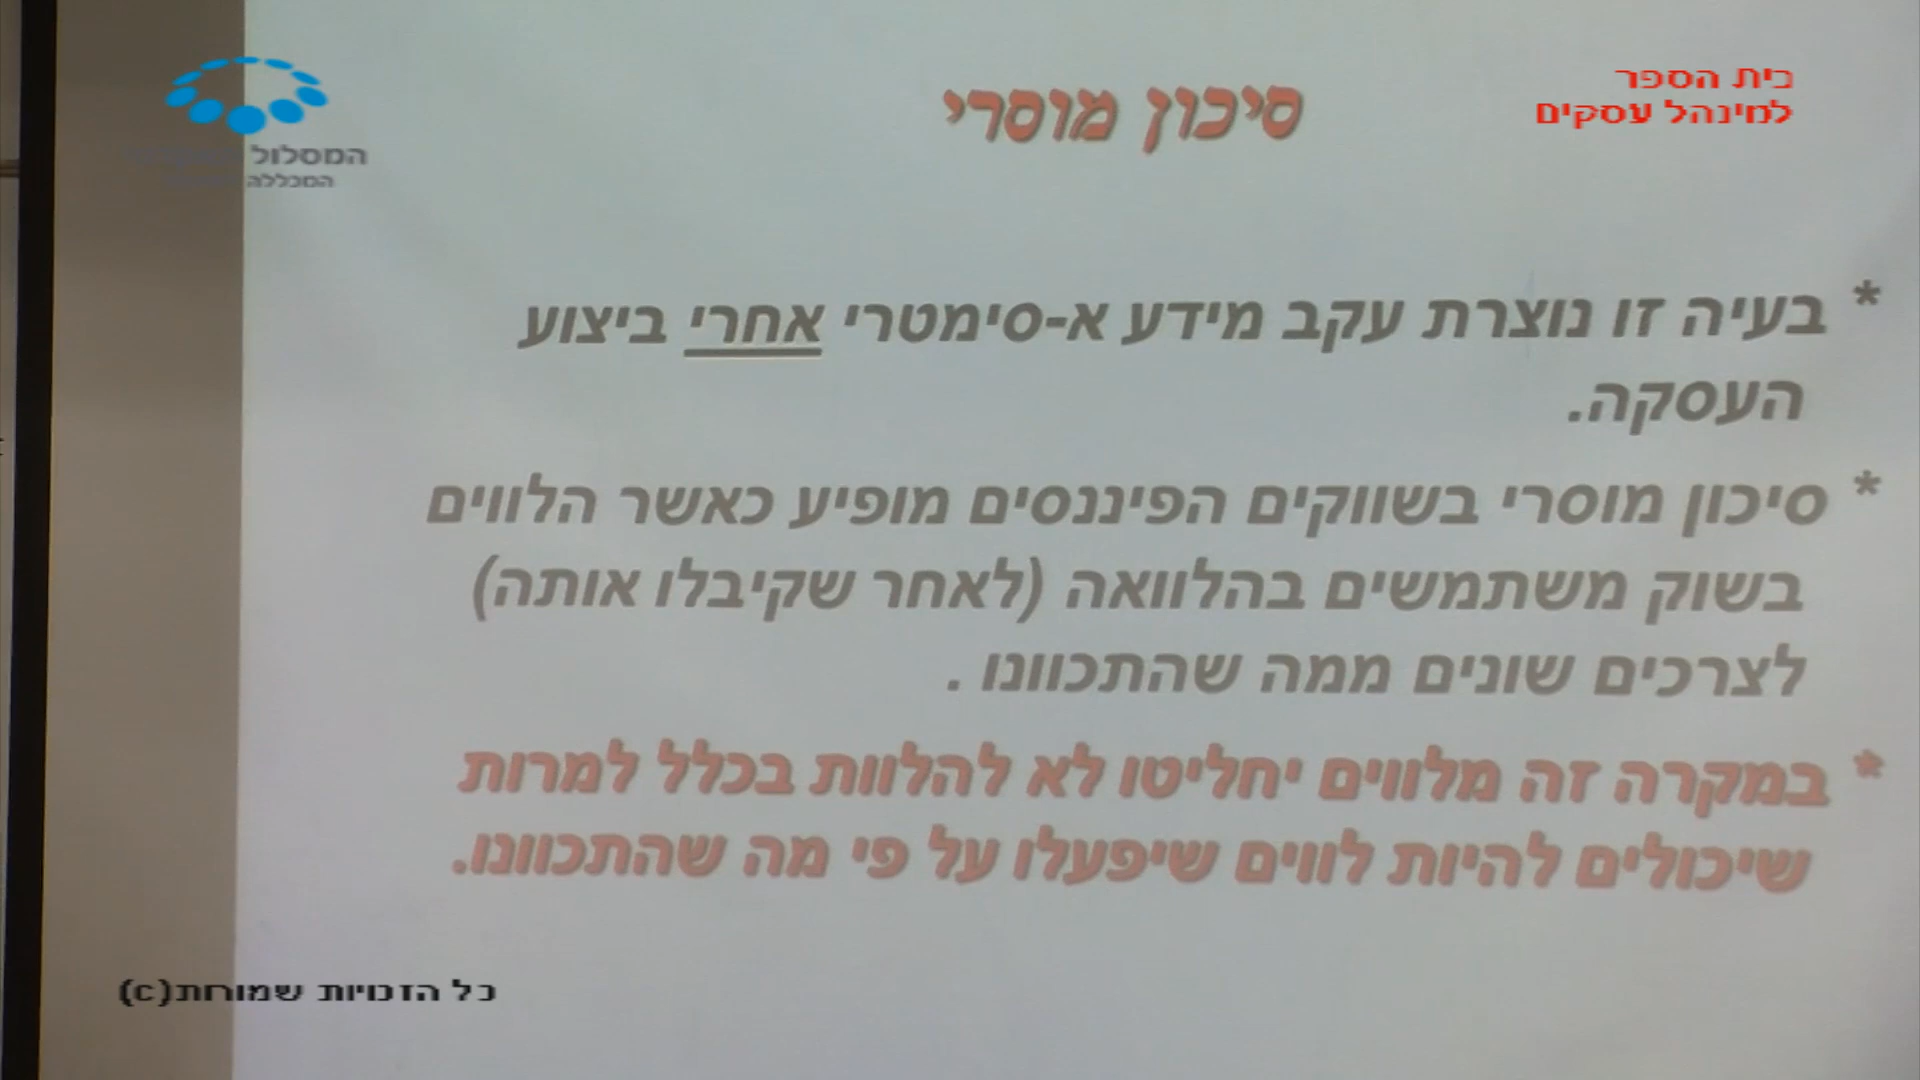 בית הספר
למינהל עסקים
סיכון מוסרי
המסלול
המכללה
* בעיה זו נוצרת עקב מידע א-סימטרי אחרי ביצוע
העסקה.
* סיכון מוסרי בשווקים הפיננסים מופיע כאשר הלווים
בשוק משתמשים בהלוואה (לאחר שקיבלו אותה)
לצרכים שונים ממה שהתכוונו .
* במקרה זה מלווים יחליטו לא להלוות בכלל למרות
שיכולים להיות לווים שיפעלו על פי מה שהתכוונו.
כל הזכויות שמורות(c)